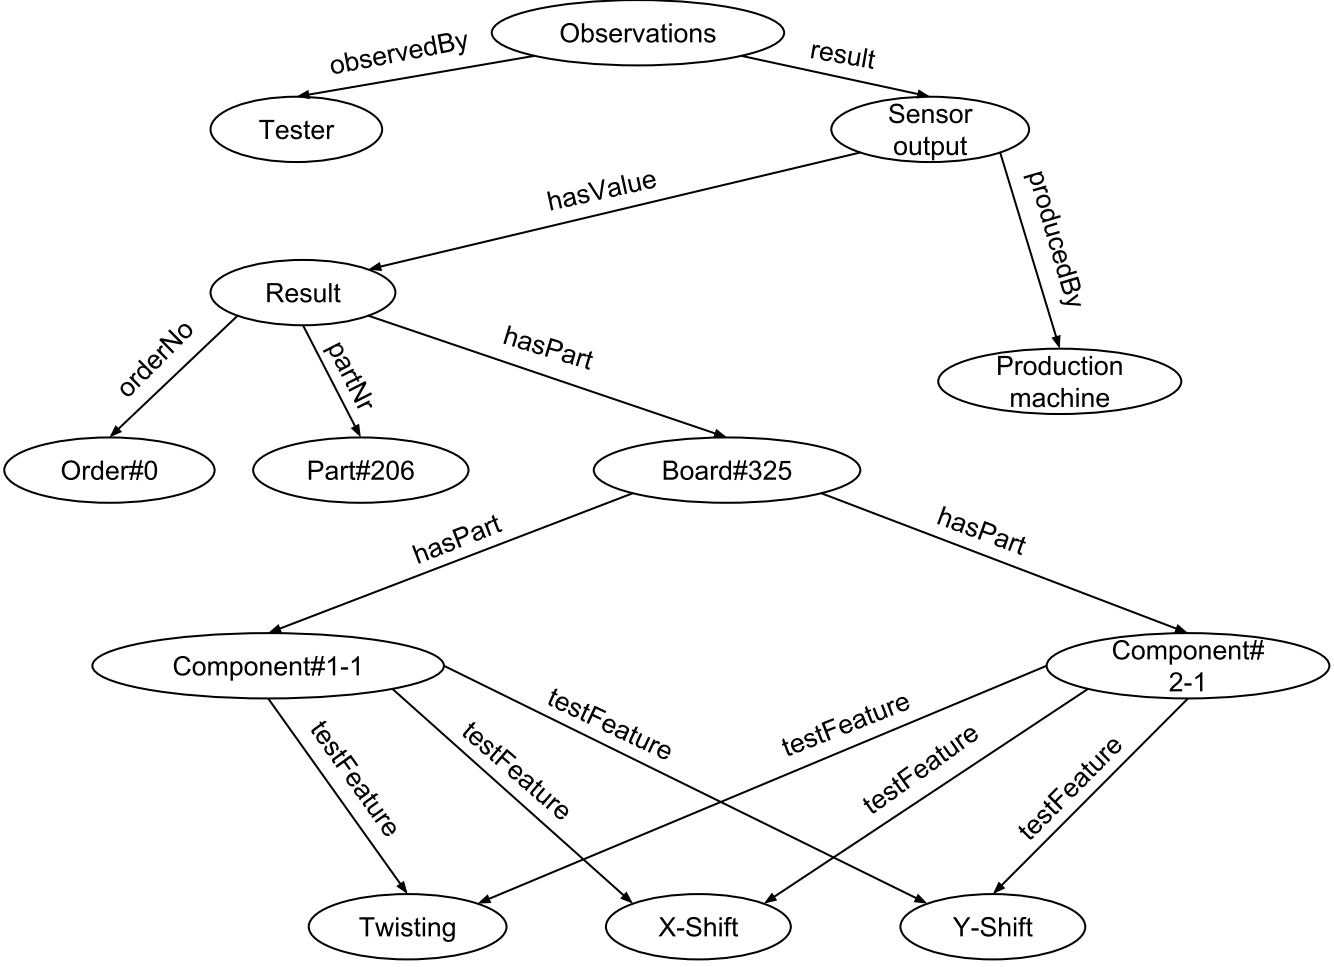 Observations
observedBy
result
Tester
Sensor
output
hasValue
producedBy
Result
orderNo
partNr
hasPart
Production
machine
Order#0
Part#206
Board#325
hasPart
hasPart
Component#1-1
Component#
2-1
testFeature
testFeature
testFeature
testFeature
testFeature
testFeature
Twisting
X-Shift
Y-Shift